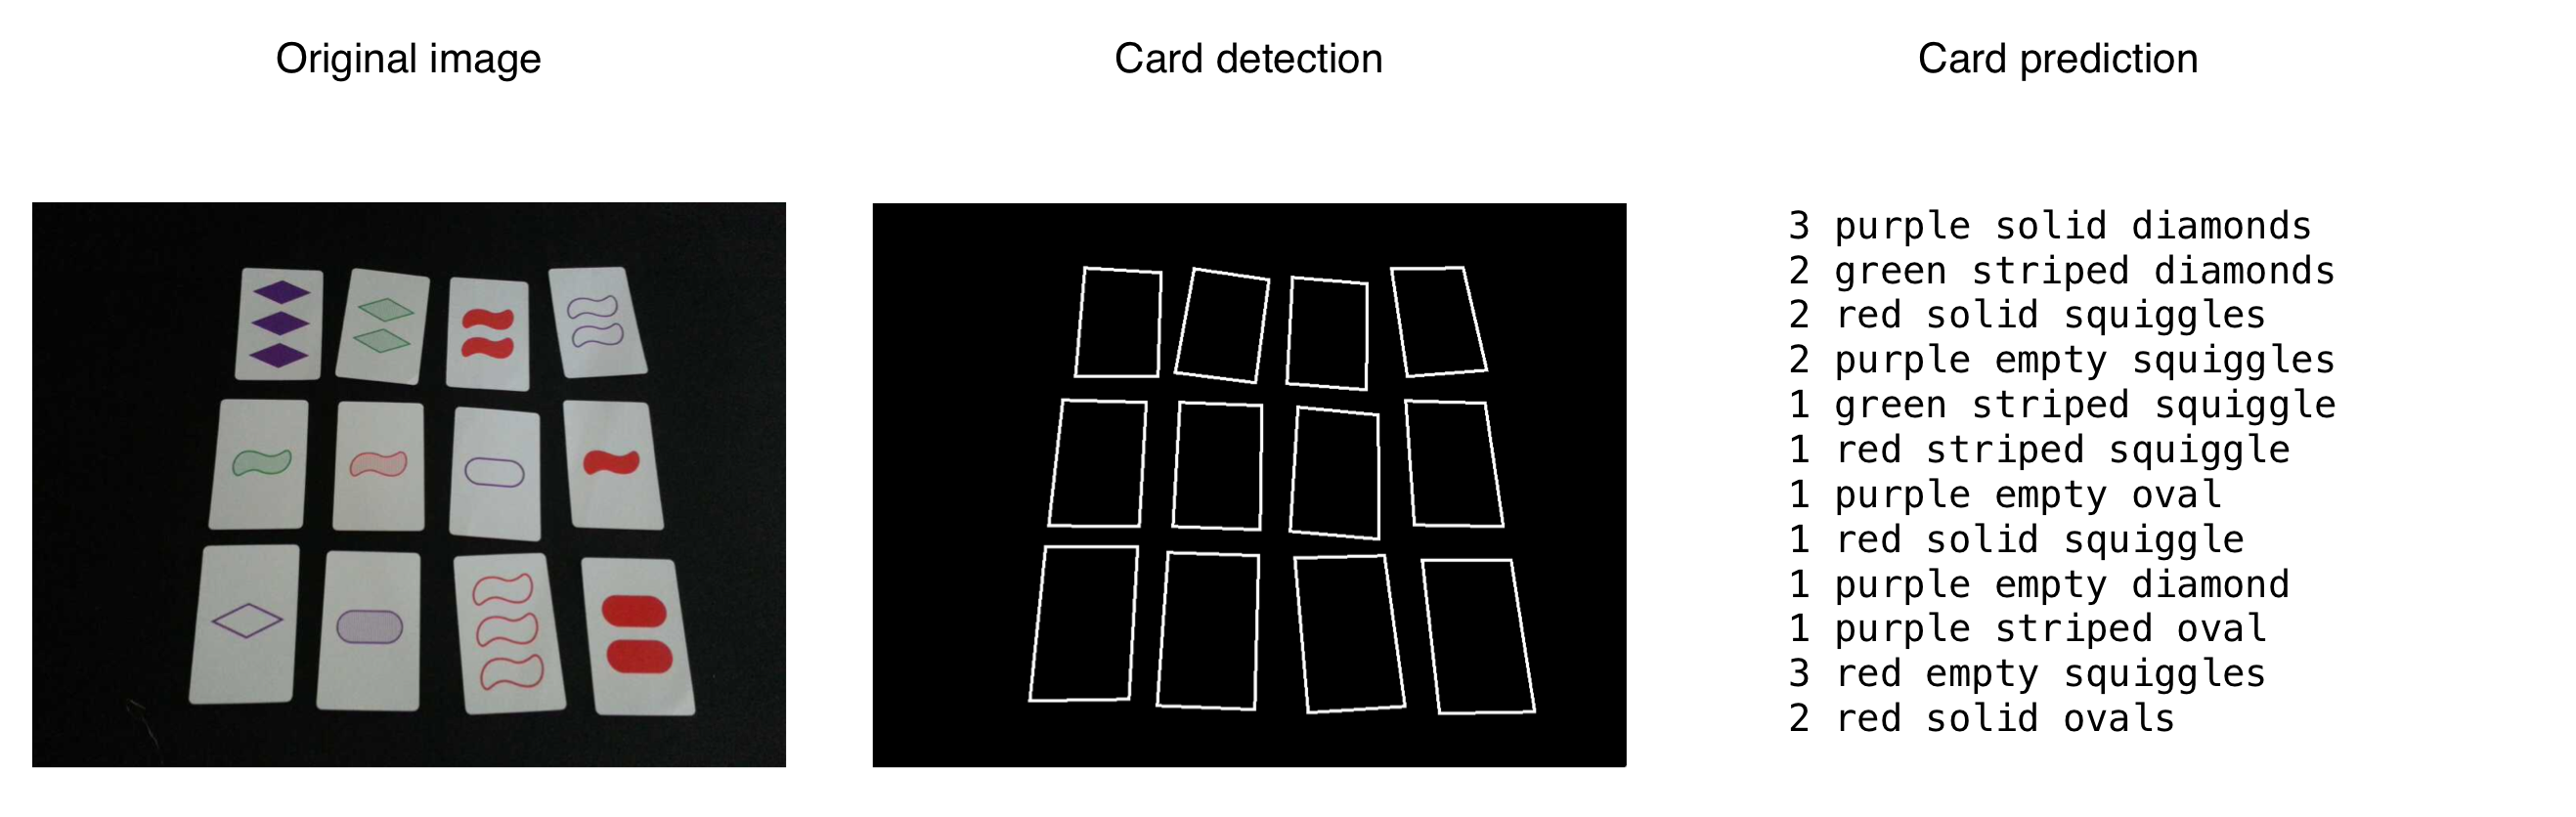 Original image
Card detection
Card prediction
3 purple solid diamonds
2 green striped diamonds
2 red solid squiggles
2 purple empty squiggles
1 green striped squiggle
1 red striped squiggle
1 purple empty oval
1 red solid squiggle
1 purple empty diamond
1 purple striped oval
3 red empty squiggles
2 red solid ovals